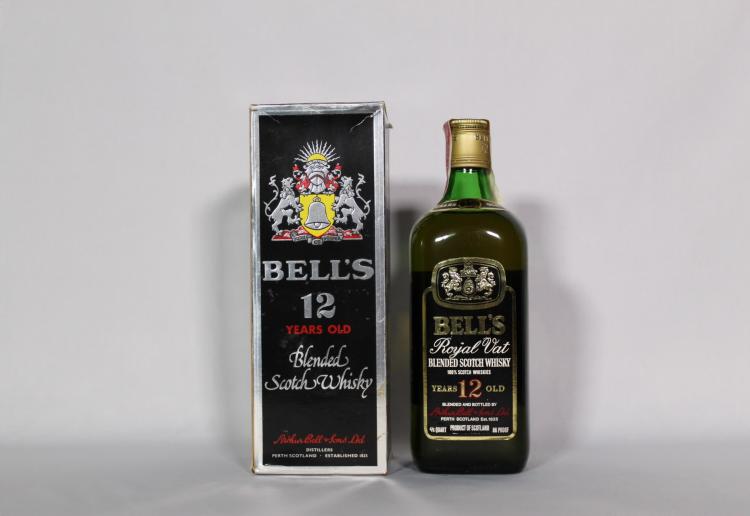 BELL'S
12
YEARS OLD
Blended
Scotch Whisky
Arthur Bell & Sons Ltd.
DISTILLERS
PERTH SCOTLAND · ESTABLISHED 1825
BELL'S
Royal Vat
BLENDED SCOTCH WHISKY
100% SCOTCH WHISKIES
YEARS 12 OLD
BLENDED AND BOTTLED BY
Arthur Bell & Sons Ltd.
PERTH SCOTLAND Est. 1825
4/5 QUART PRODUCT OF SCOTLAND 86 PROOF